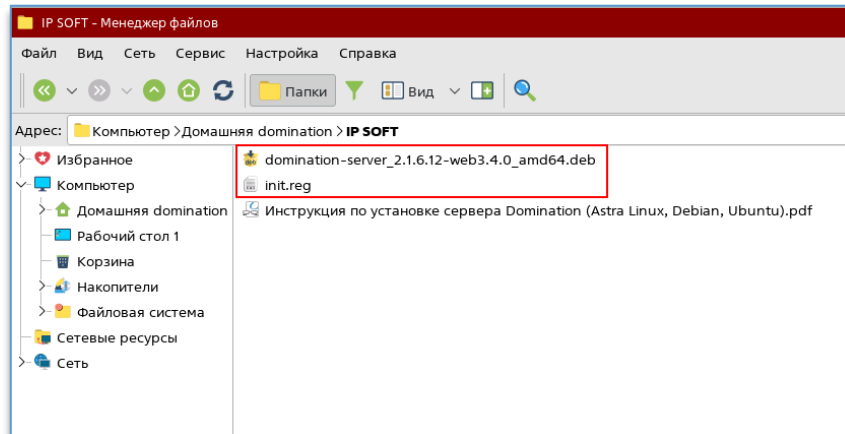 IP SOFT - Менеджер файлов
Файл Вид Сеть Сервис Настройка Справка
Папки Вид
Адрес: Компьютер > Домашняя domination > IP SOFT
Избранное
Компьютер
Домашняя domination
Рабочий стол 1
Корзина
Накопители
Файловая система
Сетевые ресурсы
Сеть
domination-server_2.1.6.12-web3.4.0_amd64.deb
init.reg
Инструкция по установке сервера Domination (Astra Linux, Debian, Ubuntu).pdf